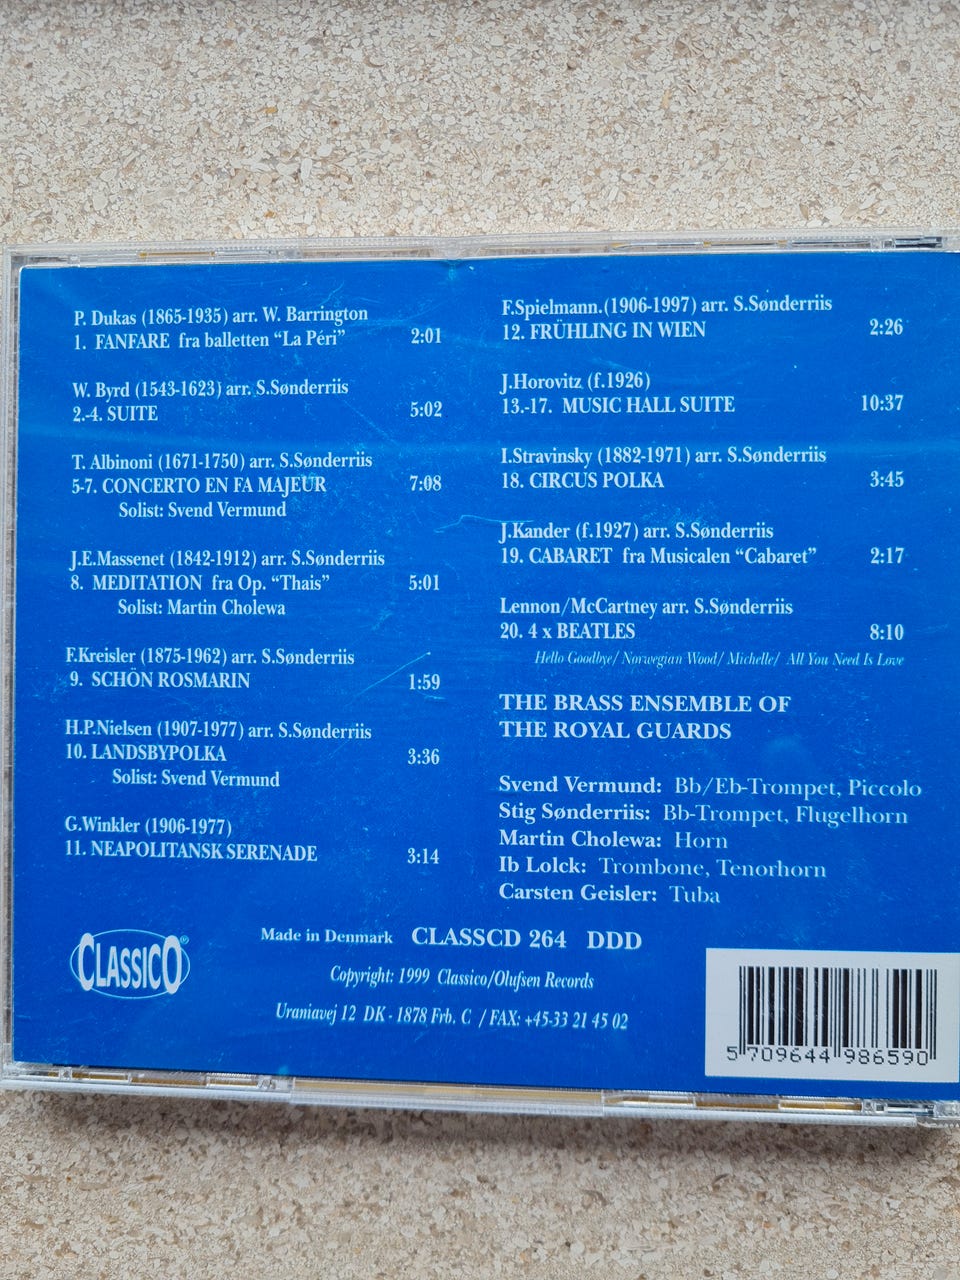 P. Dukas (1865-1935) arr. W. Barrington
1. FANFARE fra balletten “La Péri” 2:01
W. Byrd (1543-1623) arr. S.Sønderriis
2.-4. SUITE 5:02
T. Albinoni (1671-1750) arr. S.Sønderriis
5-7. CONCERTO EN FA MAJEUR 7:08
Solist: Svend Vermund
J.E.Massenet (1842-1912) arr. S.Sønderriis
8. MEDITATION fra Op. “Thais” 5:01
Solist: Martin Cholewa
F.Kreisler (1875-1962) arr. S.Sønderriis
9. SCHÖN ROSMARIN 1:59
H.P.Nielsen (1907-1977) arr. S.Sønderriis
10. LANDSBYPOLKA 3:36
Solist: Svend Vermund
G.Winkler (1906-1977)
11. NEAPOLITANSK SERENADE 3:14
F.Spielmann.(1906-1997) arr. S.Sønderriis
12. FRÜHLING IN WIEN 2:26
J.Horovitz (f.1926)
13.-17. MUSIC HALL SUITE 10:37
I.Stravinsky (1882-1971) arr. S.Sønderriis
18. CIRCUS POLKA 3:45
J.Kander (f.1927) arr. S.Sønderriis
19. CABARET fra Musicalen “Cabaret” 2:17
Lennon/McCartney arr. S.Sønderriis
20. 4 x BEATLES 8:10
Hello Goodbye/ Norwegian Wood/ Michelle/ All You Need Is Love
THE BRASS ENSEMBLE OF
THE ROYAL GUARDS
Svend Vermund: Bb/Eb-Trompet, Piccolo
Stig Sønderriis: Bb-Trompet, Flugelhorn
Martin Cholewa: Horn
Ib Lolck: Trombone, Tenorhorn
Carsten Geisler: Tuba
CLASSICO®
Made in Denmark CLASSCD 264 DDD
Copyright: 1999 Classico/Olufsen Records
Uraniavej 12 DK - 1878 Frb. C / FAX: +45-33 21 45 02
5 709644 986590